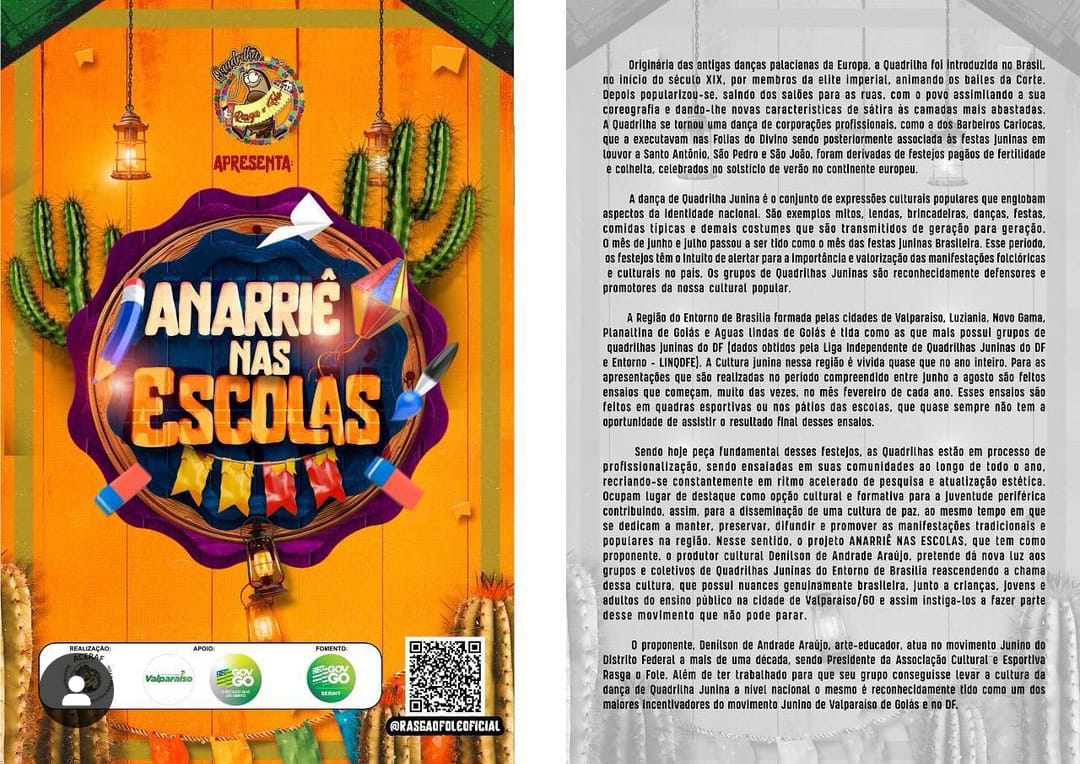 Quadrilha
Rasga o Fole
APRESENTA:
ANARRIÊ
NAS
ESCOLAS
REALIZAÇÃO:
ACERAF
APOIO:
FOMENTO:
Valparaíso
GOV
GO
O ESTADO QUE
DÁ CERTO
GOV
GO
SERINT
@RASGAOFOLEOFICIAL
Originária das antigas danças palacianas da Europa, a Quadrilha foi introduzida no Brasil,
no início do século XIX, por membros da elite imperial, animando os bailes da Corte.
Depois popularizou-se, saindo dos salões para as ruas, com o povo assimilando a sua
coreografia e dando-lhe novas características de sátira às camadas mais abastadas.
A Quadrilha se tornou uma dança de corporações profissionais, como a dos Barbeiros Cariocas,
que a executavam nas Folias do Divino sendo posteriormente associada às festas juninas em
louvor a Santo Antônio, São Pedro e São João, foram derivadas de festejos pagãos de fertilidade
e colheita, celebrados no solstício de verão no continente europeu.
A dança de Quadrilha Junina é o conjunto de expressões culturais populares que englobam
aspectos da identidade nacional. São exemplos mitos, lendas, brincadeiras, danças, festas,
comidas típicas e demais costumes que são transmitidos de geração para geração.
O mês de junho e julho passou a ser tido como o mês das festas juninas Brasileira. Esse período,
os festejos têm o intuito de alertar para a importância e valorização das manifestações folclóricas
e culturais no país. Os grupos de Quadrilhas Juninas são reconhecidamente defensores e
promotores da nossa cultural popular.
A Região do Entorno de Brasília formada pelas cidades de Valparaíso, Luziania, Novo Gama,
Planaltina de Goiás e Aguas lindas de Goiás é tida como as que mais possui grupos de
quadrilhas juninas do DF (dados obtidos pela Liga Independente de Quadrilhas Juninas do DF
e Entorno - LINQDFE). A Cultura junina nessa região é vivida quase que no ano inteiro. Para as
apresentações que são realizadas no período compreendido entre junho a agosto são feitos
ensaios que começam, muito das vezes, no mês fevereiro de cada ano. Esses ensaios são
feitos em quadras esportivas ou nos pátios das escolas, que quase sempre não tem a
oportunidade de assistir o resultado final desses ensaios.
Sendo hoje peça fundamental desses festejos, as Quadrilhas estão em processo de
profissionalização, sendo ensaiadas em suas comunidades ao longo de todo o ano,
recriando-se constantemente em ritmo acelerado de pesquisa e atualização estética.
Ocupam lugar de destaque como opção cultural e formativa para a juventude periférica
contribuindo, assim, para a disseminação de uma cultura de paz, ao mesmo tempo em que
se dedicam a manter, preservar, difundir e promover as manifestações tradicionais e
populares na região. Nesse sentido, o projeto ANARRIÊ NAS ESCOLAS, que tem como
proponente, o produtor cultural Denilson de Andrade Araújo, pretende dá nova luz aos
grupos e coletivos de Quadrilhas Juninas do Entorno de Brasília reascendendo a chama
dessa cultura, que possui nuances genuinamente brasileira, junto a crianças, jovens e
adultos do ensino público na cidade de Valparaíso/GO e assim instiga-los a fazer parte
desse movimento que não pode parar.
O proponente, Denilson de Andrade Araújo, arte-educador, atua no movimento Junino do
Distrito Federal a mais de uma década, sendo Presidente da Associação Cultural e Esportiva
Rasga o Fole. Além de ter trabalhado para que seu grupo conseguisse levar a cultura da
dança de Quadrilha Junina a nível nacional o mesmo é reconhecidamente tido como um dos
maiores incentivadores do movimento Junino de Valparaíso de Goiás e no DF.